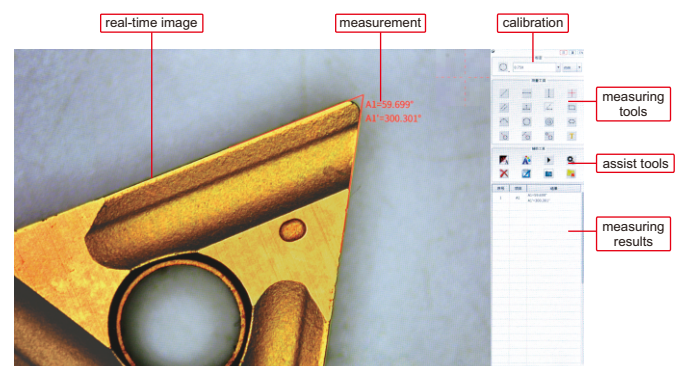 real-time image
measurement
calibration
A1=59.699°
A1'=300.301°
measuring
tools
assist tools
measuring
results